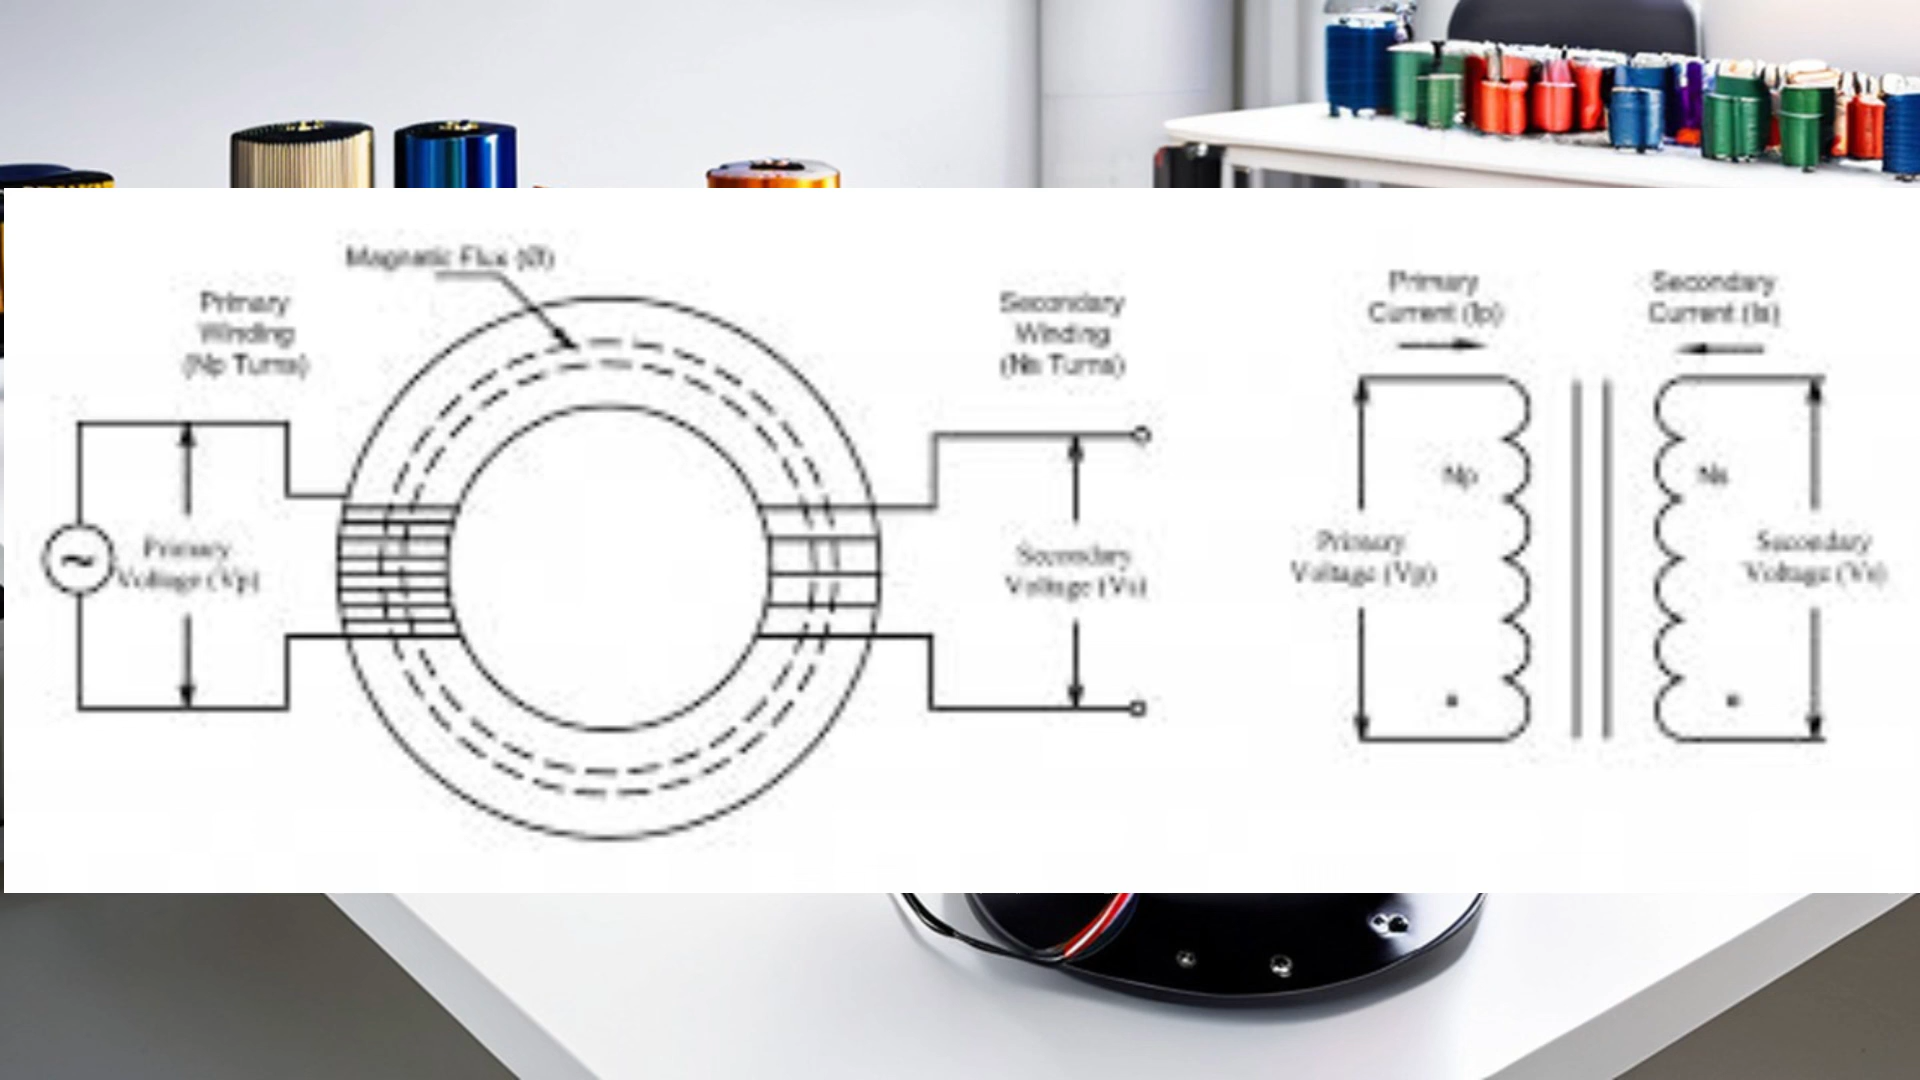 Magnetic Flux (Ø)
Primary
Winding
(Np Turns)
Secondary
Winding
(Ns Turns)
Primary
Voltage (Vp)
Secondary
Voltage (Vs)
Primary
Current (Ip)
Secondary
Current (Is)
Np
Ns
Primary
Voltage (Vp)
Secondary
Voltage (Vs)